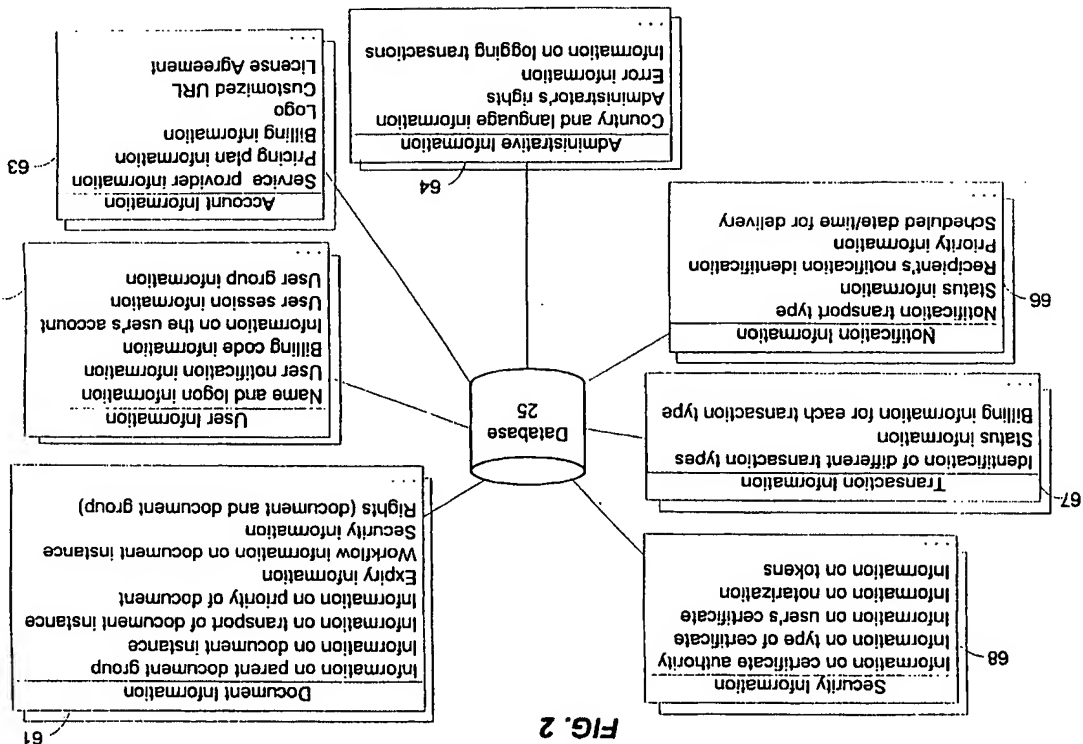 FIG. 2
61
Document Information
Information on parent document group
Information on document instance
Information on transport of document instance
Information on priority of document
Expiry information
Workflow information on document instance
Security information
Rights (document and document group)
...
68
Security Information
Information on certificate authority
Information on type of certificate
Information on user's certificate
Information on notarization
Information on tokens
...
Database
25
User Information
Name and logon information
User notification information
Billing code information
Information on the user's account
User session information
User group information
...
67
Transaction Information
Identification of different transaction types
Status information
Billing information for each transaction type
...
63
Account Information
Service provider information
Pricing plan information
Billing information
Logo
Customized URL
License Agreement
...
66
Notification Information
Notification transport type
Status information
Recipient's notification identification
Priority information
Scheduled date/time for delivery
...
64
Administrative Information
Country and language information
Administrator's rights
Error information
Information on logging transactions
...